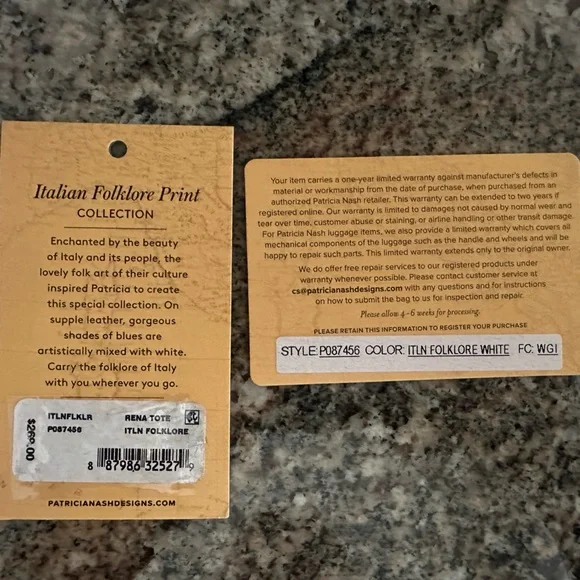 Italian Folklore Print
COLLECTION
Enchanted by the beauty
of Italy and its people, the
lovely folk art of their culture
inspired Patricia to create
this special collection. On
supple leather, gorgeous
shades of blues are
artistically mixed with white.
Carry the folklore of Italy
with you wherever you go.
ITLNFLKLR RENA TOTE
P087456 ITLN FOLKLORE
8 87986 32527 9
PATRICIANASHDESIGNS.COM
Your item carries a one-year limited warranty against manufacturer's defects in
material or workmanship from the date of purchase, when purchased from an
authorized Patricia Nash retailer. This warranty can be extended to two years if
registered online. Our warranty is limited to damages not caused by normal wear and
tear over time, customer abuse or staining, or airline handling or other transit damage.
For Patricia Nash luggage items, we also provide a limited warranty which covers all
mechanical components of the luggage such as the handle and wheels and will be
happy to repair such parts. This limited warranty extends only to the original owner.
We do offer free repair services to our registered products under
warranty whenever possible. Please contact customer service at
cs@patricianashdesigns.com with any questions and for instructions
on how to submit the bag to us for inspection and repair.
Please allow 4-6 weeks for processing.
PLEASE RETAIN THIS INFORMATION TO REGISTER YOUR PURCHASE
STYLE: P087456 COLOR: ITLN FOLKLORE WHITE FC: WGI